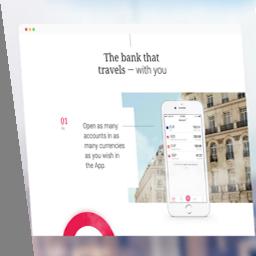 The bank that
travels – with you
01
Open as many
accounts in as
many currencies
as you wish in
the App.